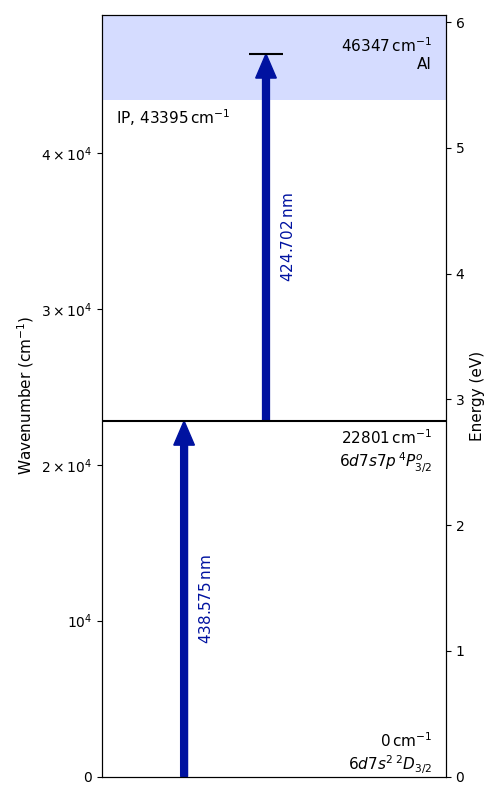 46347 cm⁻¹
AI
IP, 43395 cm⁻¹
424.702 nm
22801 cm⁻¹
6d7s7p ⁴P°₃/₂
438.575 nm
0 cm⁻¹
6d7s² ²D₃/₂
Wavenumber (cm⁻¹)
4 × 10⁴
3 × 10⁴
2 × 10⁴
10⁴
0
Energy (eV)
6
5
4
3
2
1
0